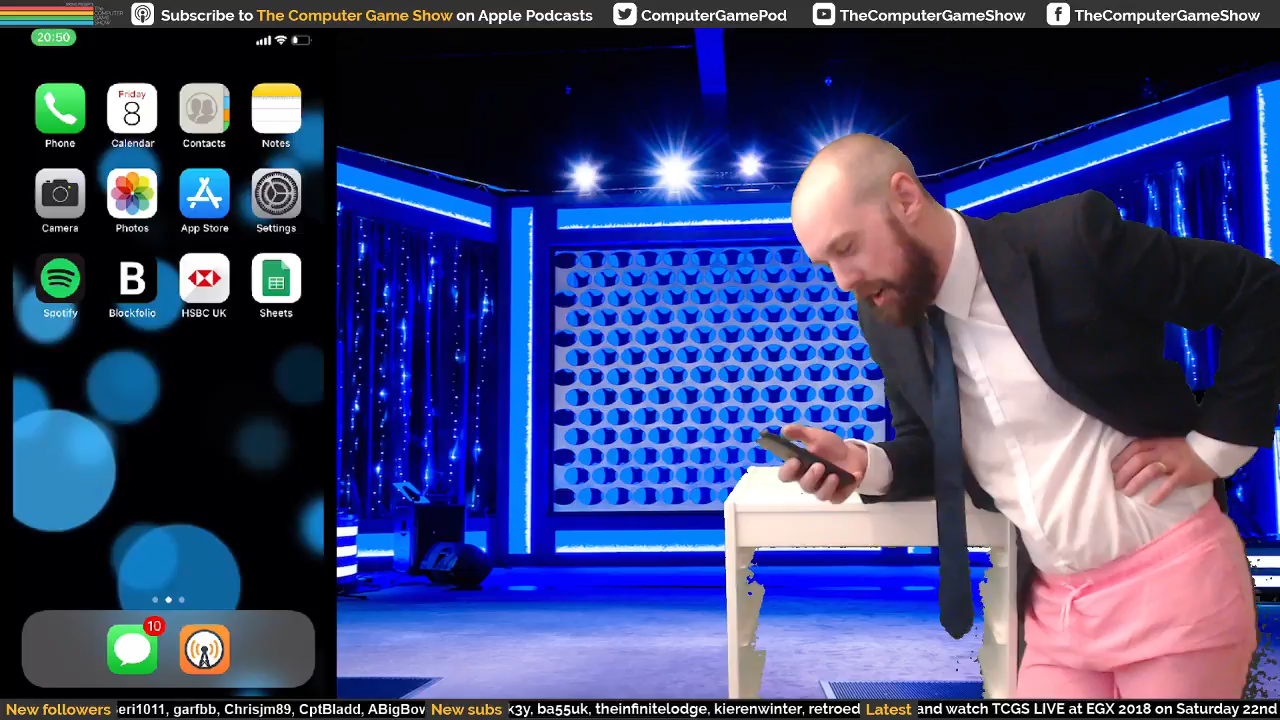 Subscribe to The Computer Game Show on Apple Podcasts ComputerGamePod TheComputerGameShow TheComputerGameShow
20:50
Friday
8
Phone Calendar Contacts Notes
Camera Photos App Store Settings
B
Spotify Blockfolio HSBC UK Sheets
10
New followers eri1011, garfbb, Chrisjm89, CptBladd, ABigBov New subs x3y, ba55uk, theinfinitelodge, kierenwinter, retroed Latest and watch TCGS LIVE at EGX 2018 on Saturday 22nd